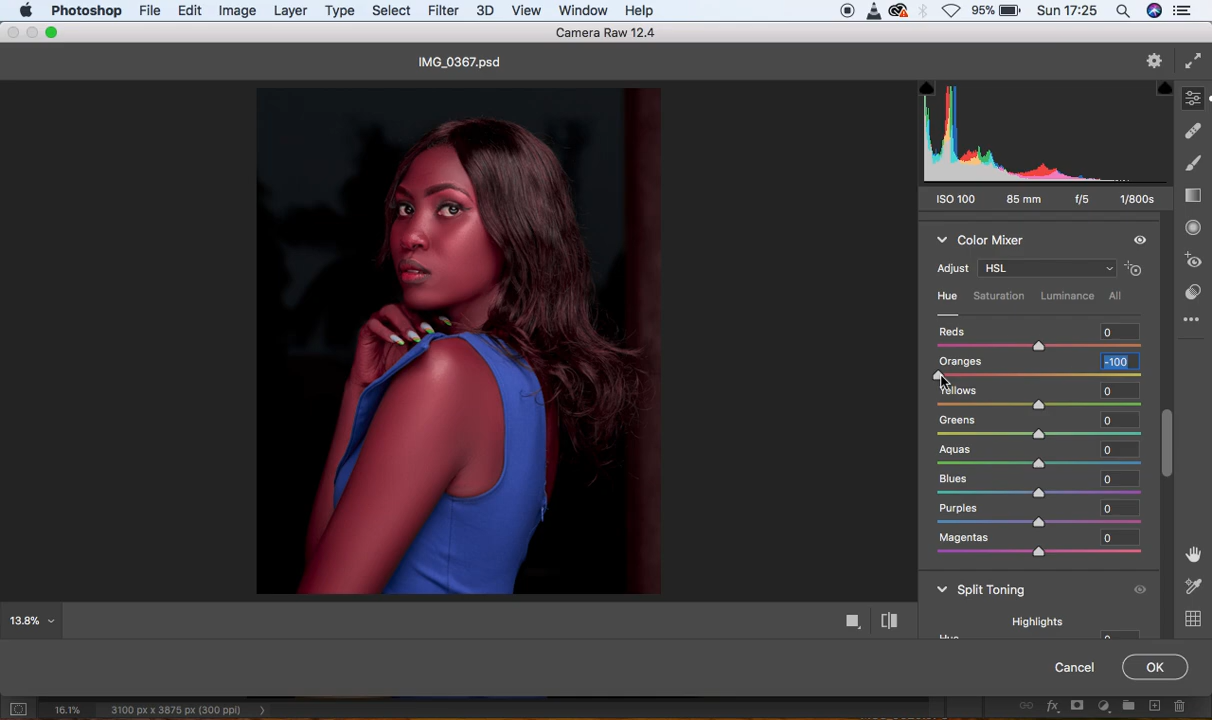 Photoshop File Edit Image Layer Type Select Filter 3D View Window Help 95% Sun 17:25
Camera Raw 12.4
IMG_0367.psd
ISO 100 85 mm f/5 1/800s
Color Mixer
Adjust HSL
Hue Saturation Luminance All
Reds 0
Oranges -100
Yellows 0
Greens 0
Aquas 0
Blues 0
Purples 0
Magentas 0
Split Toning
Highlights
Hue 0
13.8%
Cancel OK
16.1% 3100 px x 3875 px (300 ppi) fx